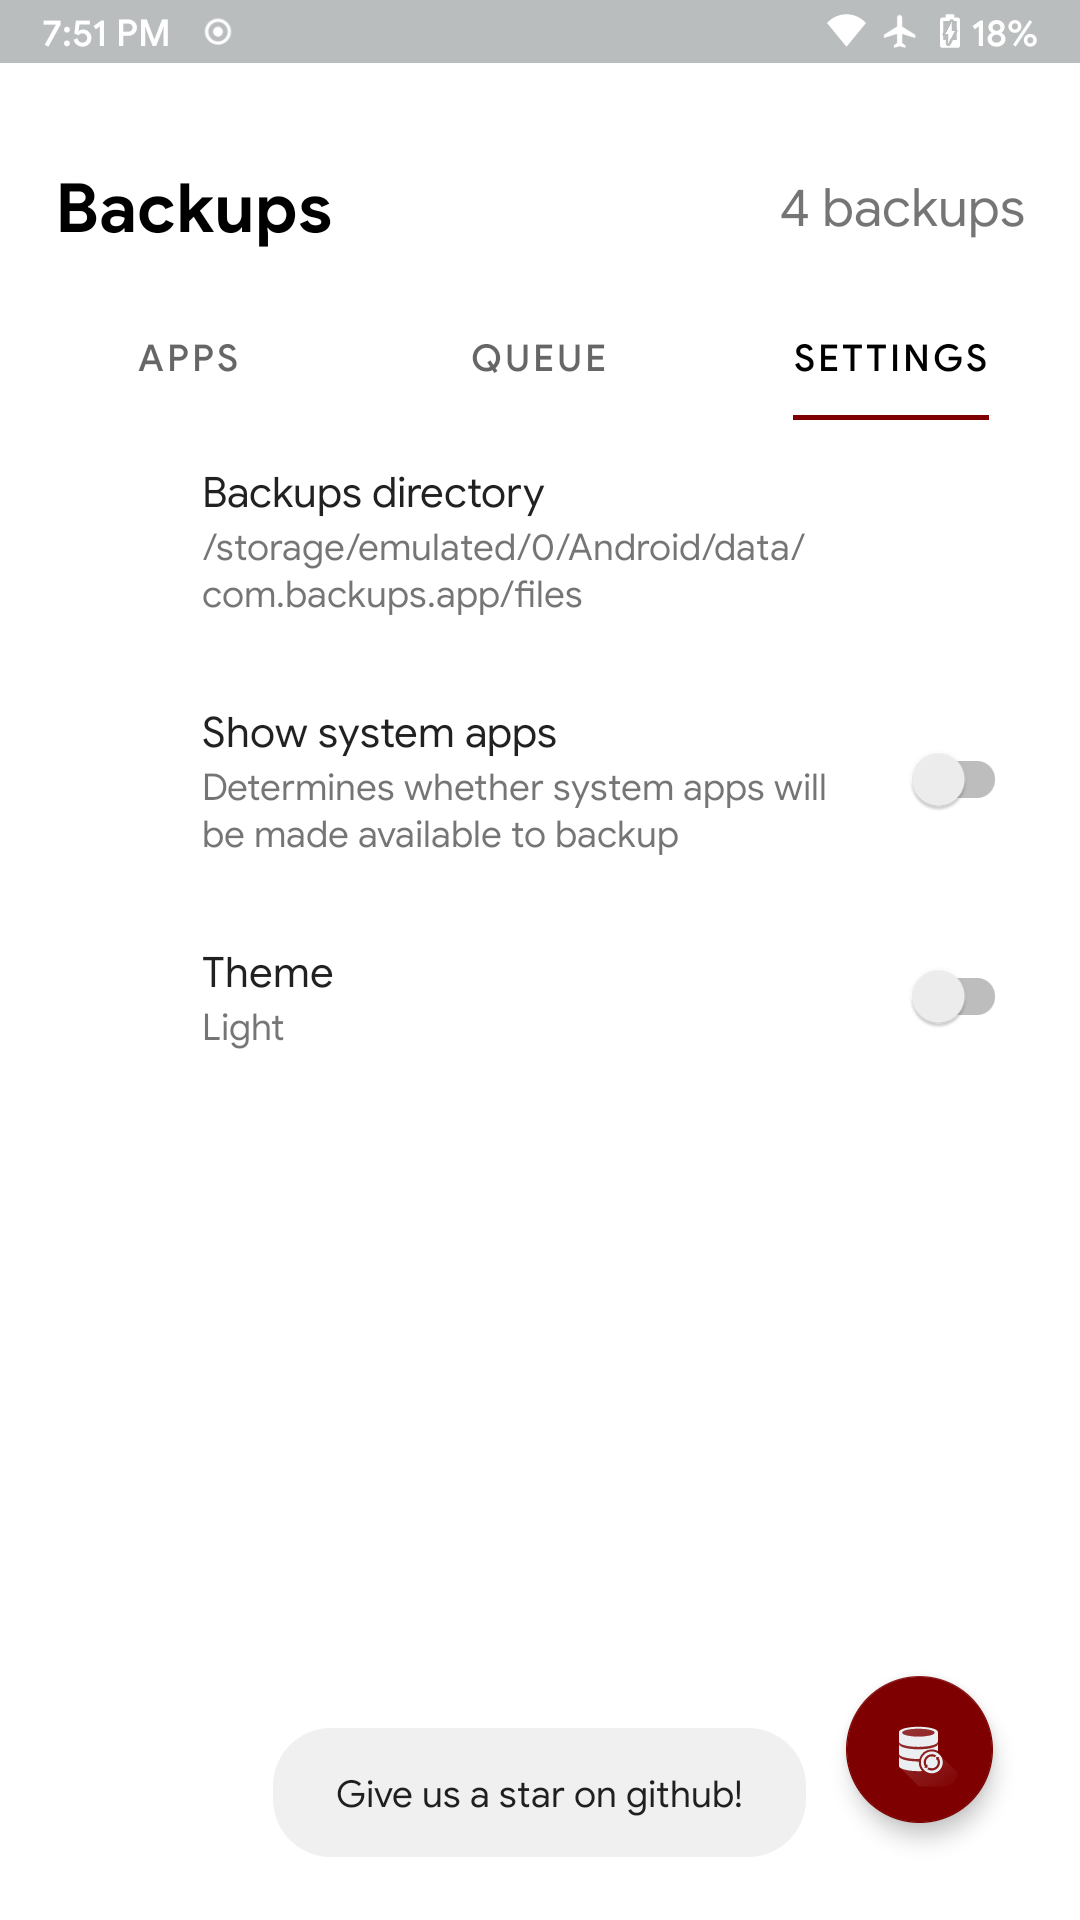 7:51 PM
18%
Backups
4 backups
APPS
QUEUE
SETTINGS
Backups directory
/storage/emulated/0/Android/data/
com.backups.app/files
Show system apps
Determines whether system apps will
be made available to backup
Theme
Light
Give us a star on github!